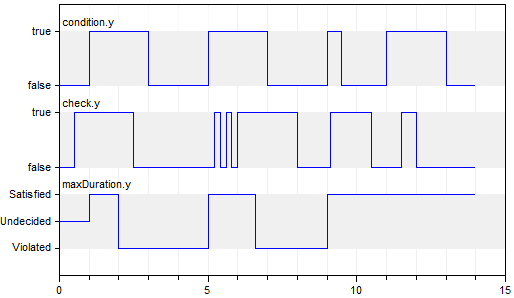 condition.y
true
false
check.y
true
false
maxDuration.y
Satisfied
Undecided
Violated
0 5 10 15